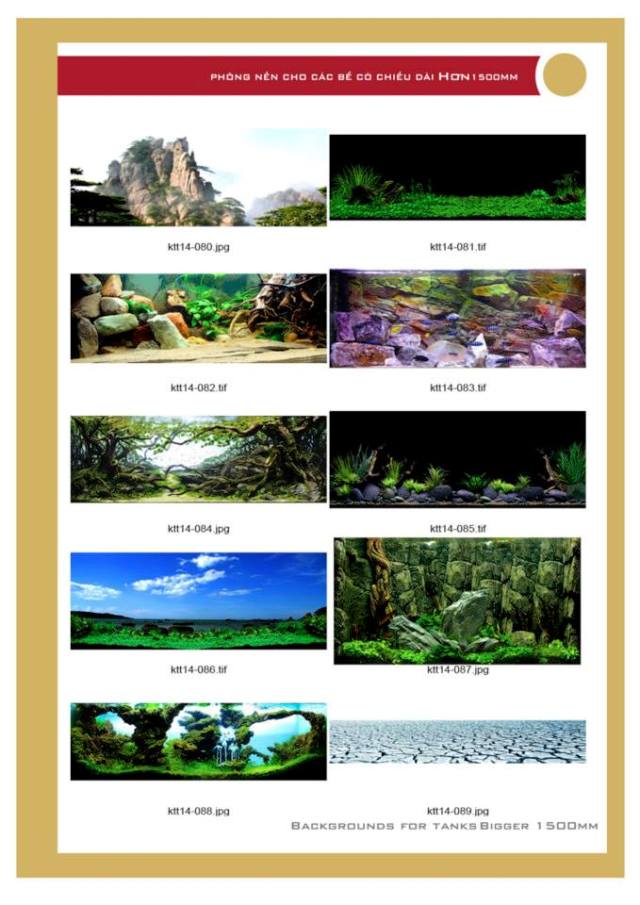 PHÔNG NỀN CHO CÁC BỂ CÓ CHIỀU DÀI HƠN1500MM
ktt14-080.jpg
ktt14-081.tif
ktt14-082.tif
ktt14-083.tif
ktt14-084.jpg
ktt14-085.tif
ktt14-086.tif
ktt14-087.jpg
ktt14-088.jpg
ktt14-089.jpg
BACKGROUNDS FOR TANKS BIGGER 1500MM